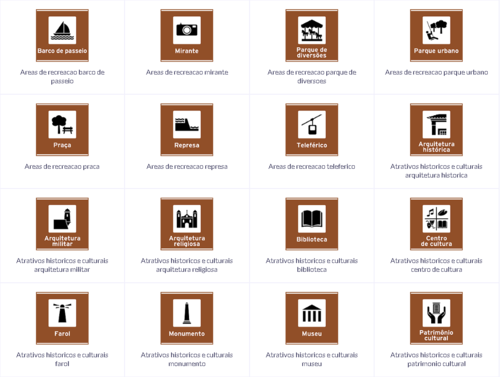 Barco de passeio
Mirante
Parque de
diversões
Parque urbano
Areas de recreacao barco de
passeio
Areas de recreacao mirante
Areas de recreacao parque de
diversoes
Areas de recreacao parque urbano
Praça
Represa
Teleférico
Arquitetura
histórica
Areas de recreacao praca
Areas de recreacao represa
Areas de recreacao teleferico
Atrativos historicos e culturais
arquitetura historica
Arquitetura
militar
Arquitetura
religiosa
Biblioteca
Centro
de cultura
Atrativos historicos e culturais
arquitetura militar
Atrativos historicos e culturais
arquitetura religiosa
Atrativos historicos e culturais
biblioteca
Atrativos historicos e culturais
centro de cultura
Farol
Monumento
Museu
Patrimônio
cultural
Atrativos historicos e culturais
farol
Atrativos historicos e culturais
monumento
Atrativos historicos e culturais
museu
Atrativos historicos e culturais
patrimonio cultural